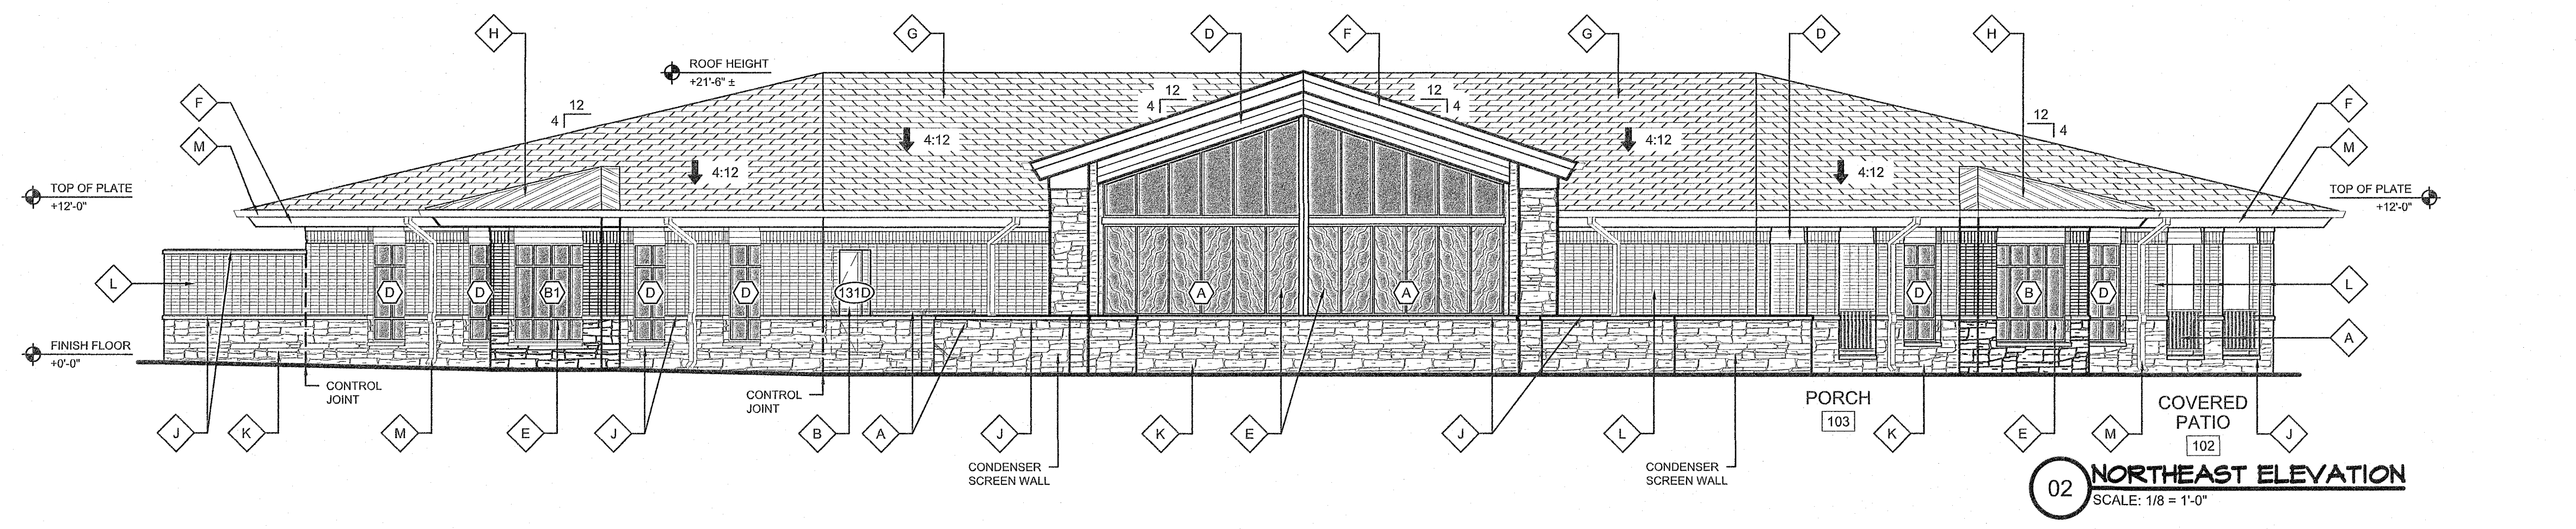 H
G
D
F
G
D
H
ROOF HEIGHT
+21'-6" ±
F
12
4
12
4
12
4
12
4
F
M
4:12
4:12
4:12
4:12
M
TOP OF PLATE
+12'-0"
TOP OF PLATE
+12'-0"
L
D
D
B1
D
D
131D
A
A
D
B
D
L
FINISH FLOOR
+0'-0"
A
CONTROL
JOINT
CONTROL
JOINT
PORCH
103
COVERED
PATIO
102
J
K
M
E
J
B
A
J
K
E
J
L
K
E
M
J
CONDENSER
SCREEN WALL
CONDENSER
SCREEN WALL
02
NORTHEAST ELEVATION
SCALE: 1/8 = 1'-0"